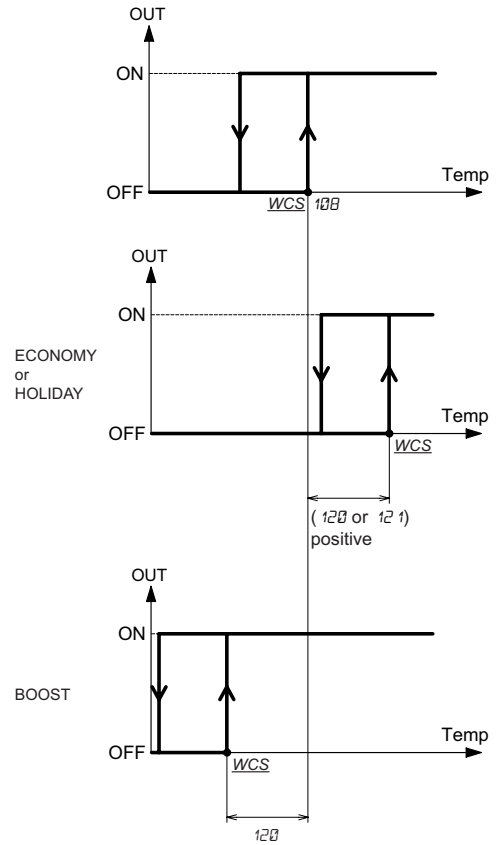 OUT
ON
Temp
OFF
WCS 108
OUT
ON
ECONOMY
or
HOLIDAY
OFF
Temp
WCS
( 120 or 121)
positive
OUT
ON
BOOST
Temp
OFF
WCS
120